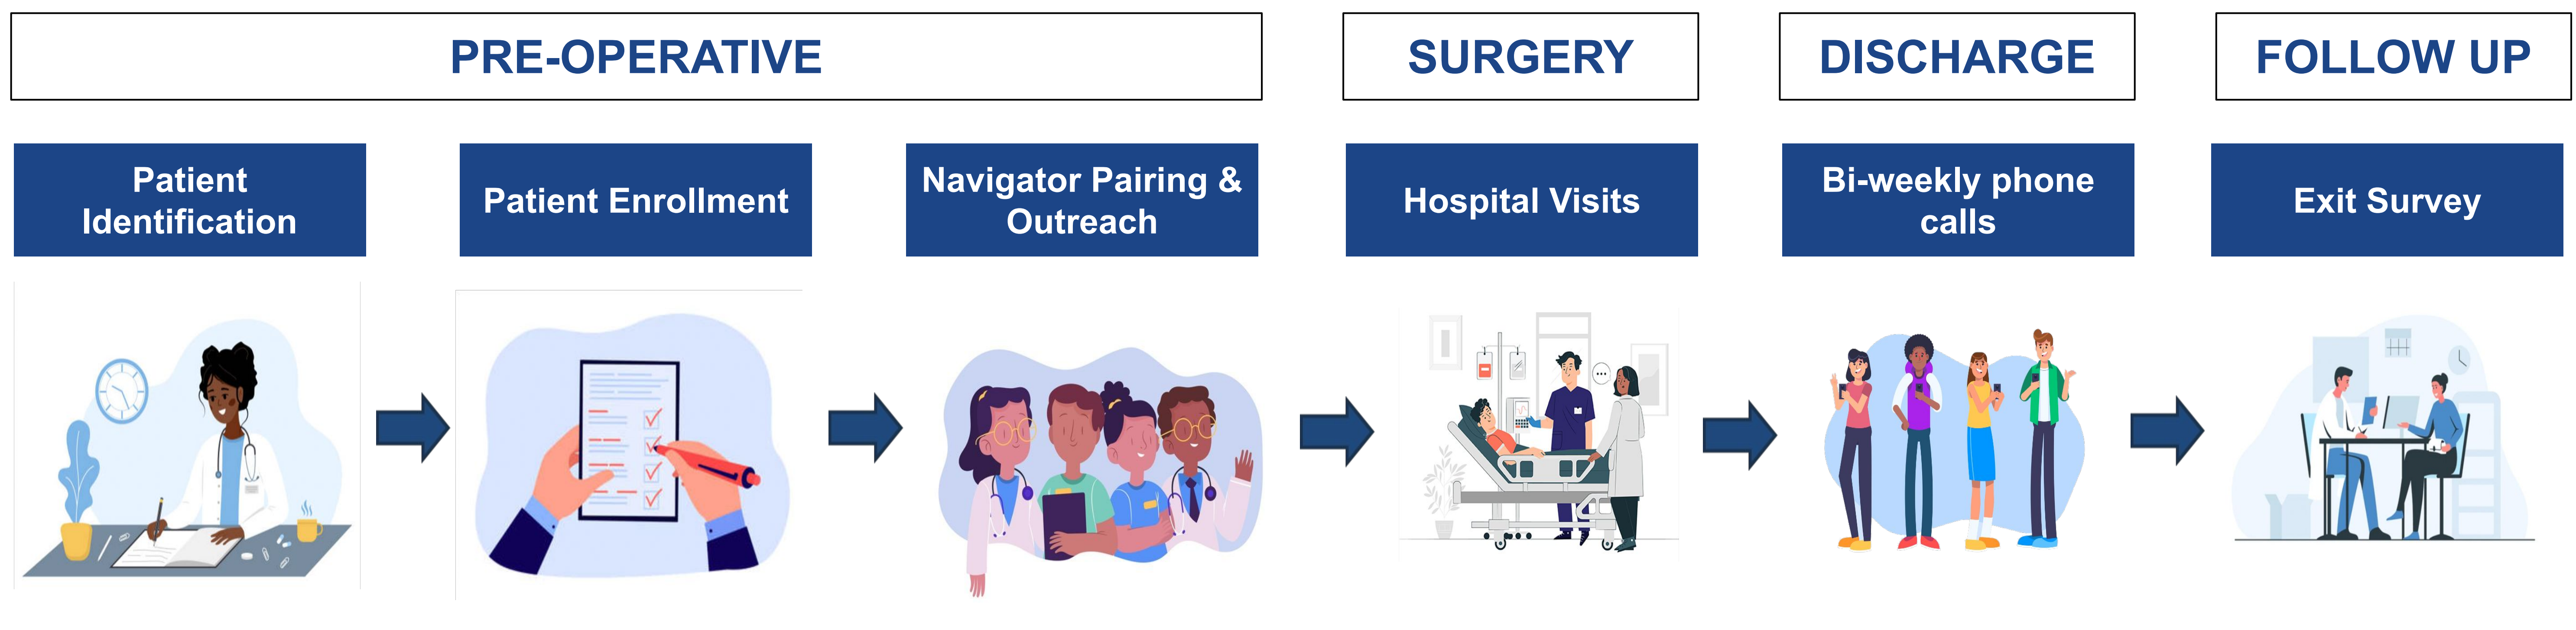 PRE-OPERATIVE
SURGERY
DISCHARGE
FOLLOW UP
Patient
Identification
Patient Enrollment
Navigator Pairing &
Outreach
Hospital Visits
Bi-weekly phone
calls
Exit Survey